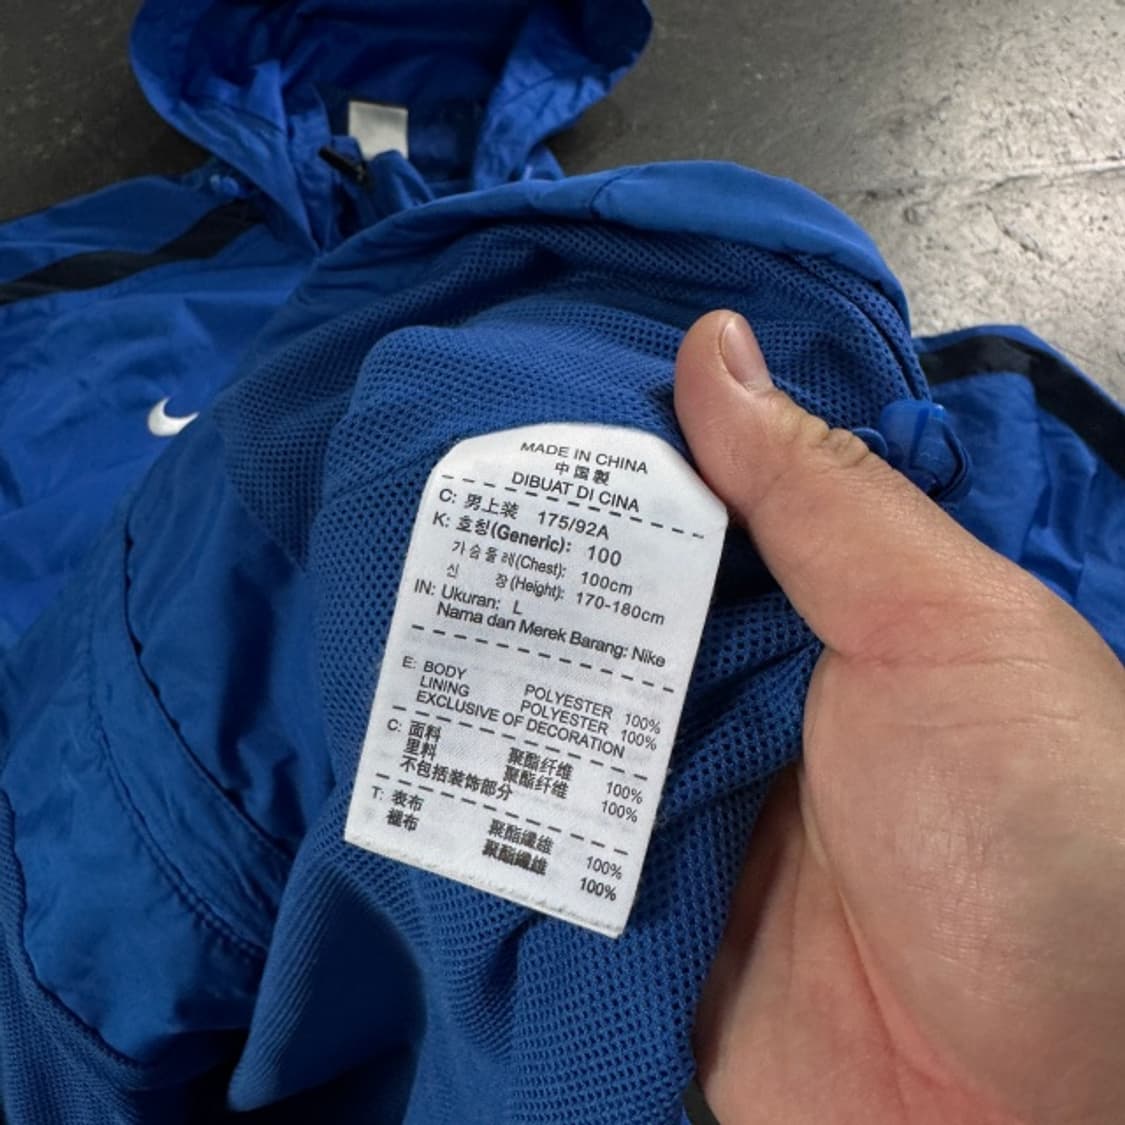 MADE IN CHINA
中国製
DIBUAT DI CINA
C: 男上装 175/92A
K: 호칭(Generic): 100
가슴둘레(Chest): 100cm
신 장(Height): 170-180cm
IN: Ukuran: L
Nama dan Merek Barang: Nike
E: BODY POLYESTER 100%
LINING POLYESTER 100%
EXCLUSIVE OF DECORATION
C: 面料 聚酯纤维 100%
里料 聚酯纤维 100%
不包括装饰部分
T: 表布 聚酯纖維 100%
裡布 聚酯纖維 100%